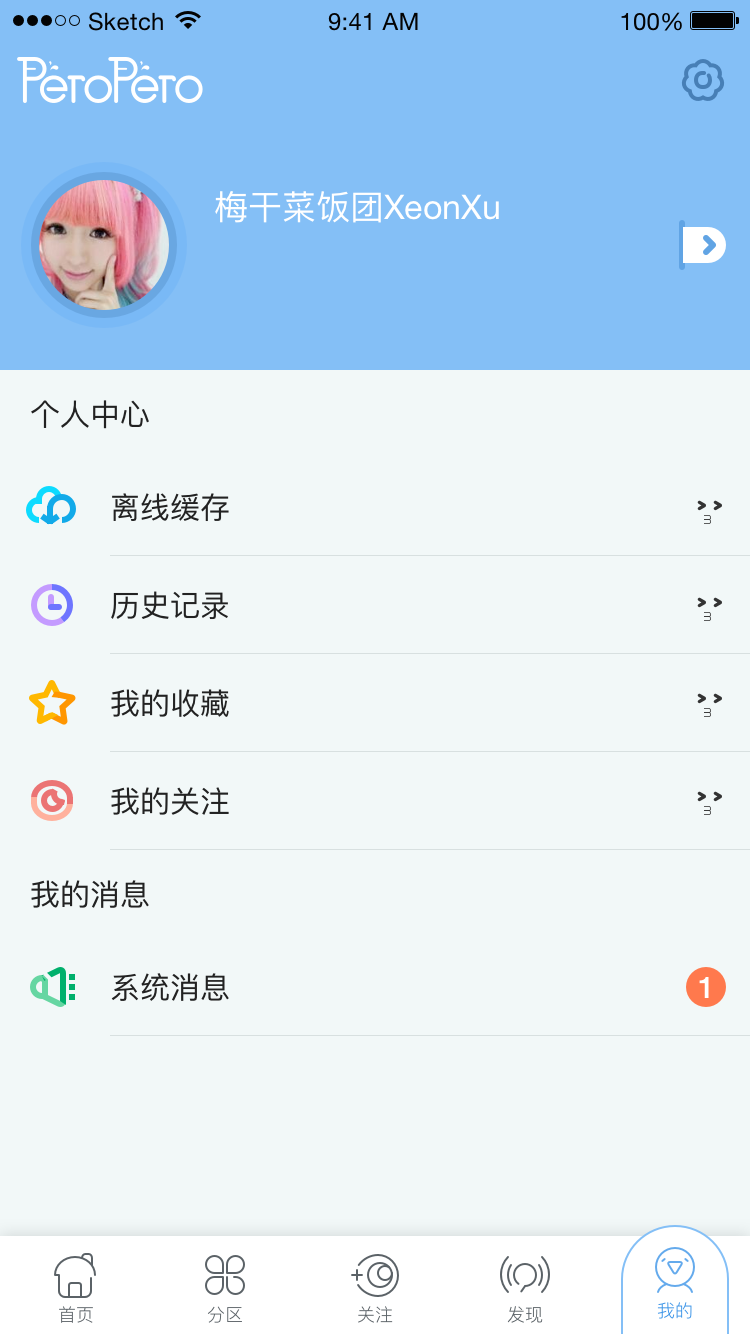 Sketch 9:41 AM 100%
PeroPero
梅干菜饭团XeonXu
个人中心
离线缓存
历史记录
我的收藏
我的关注
我的消息
系统消息 1
首页 分区 关注 发现 我的